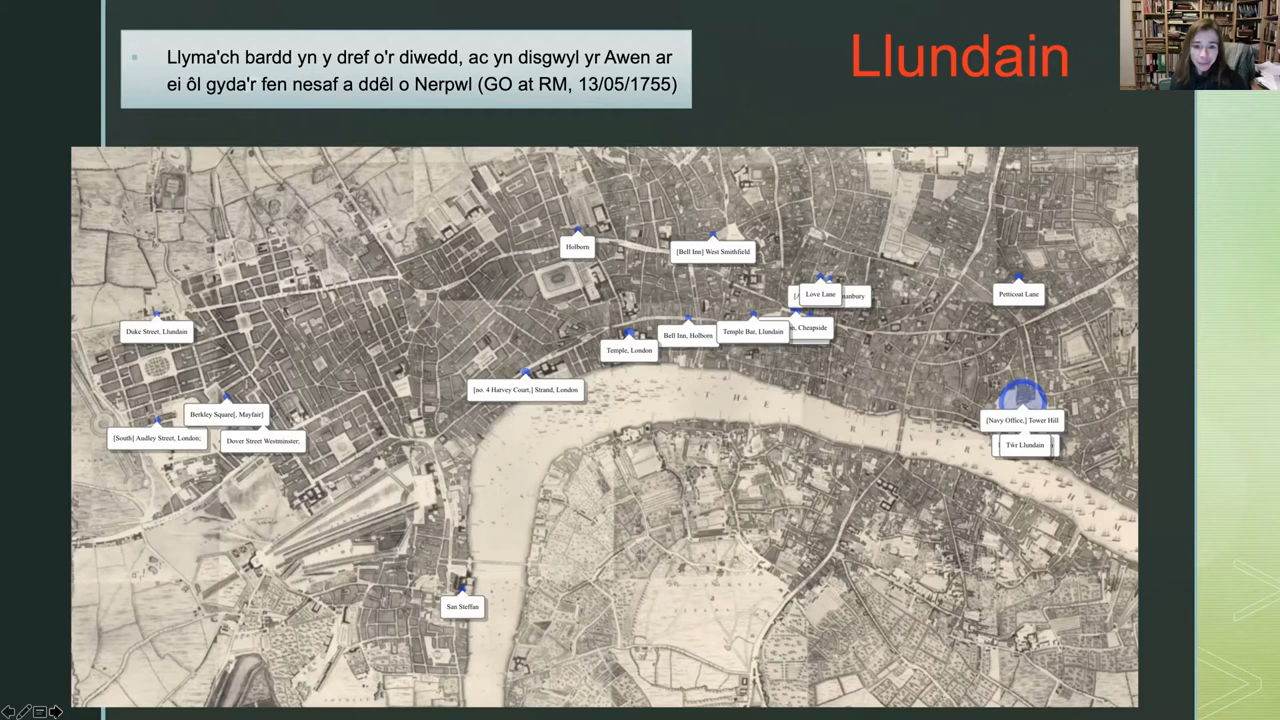 Llyma'ch bardd yn y dref o'r diwedd, ac yn disgwyl yr Awen ar
ei ôl gyda'r fen nesaf a ddêl o Nerpwl (GO at RM, 13/05/1755)
Llundain
Holborn
[Bell Inn] West Smithfield
Love Lane
Petticoal Lane
Duke Street, Llundain
Temple, London
Bell Inn, Holborn
Temple Bar, Llundain
Cheapside
[no. 4 Harvey Court,] Strand, London
Berkley Square[, Mayfair]
[South] Audley Street, London;
Dover Street Westminster;
[Navy Office,] Tower Hill
Tŵr Llundain
San Steffan
T H E